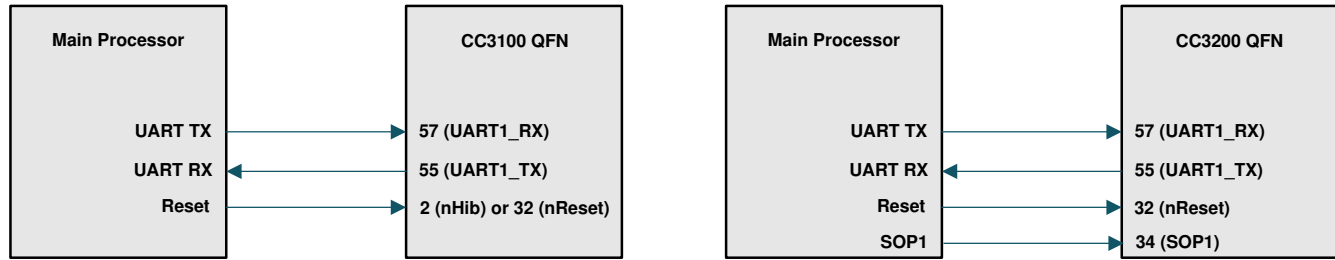 Main Processor
CC3100 QFN
UART TX
57 (UART1_RX)
UART RX
55 (UART1_TX)
Reset
2 (nHib) or 32 (nReset)
Main Processor
CC3200 QFN
UART TX
57 (UART1_RX)
UART RX
55 (UART1_TX)
Reset
32 (nReset)
SOP1
34 (SOP1)